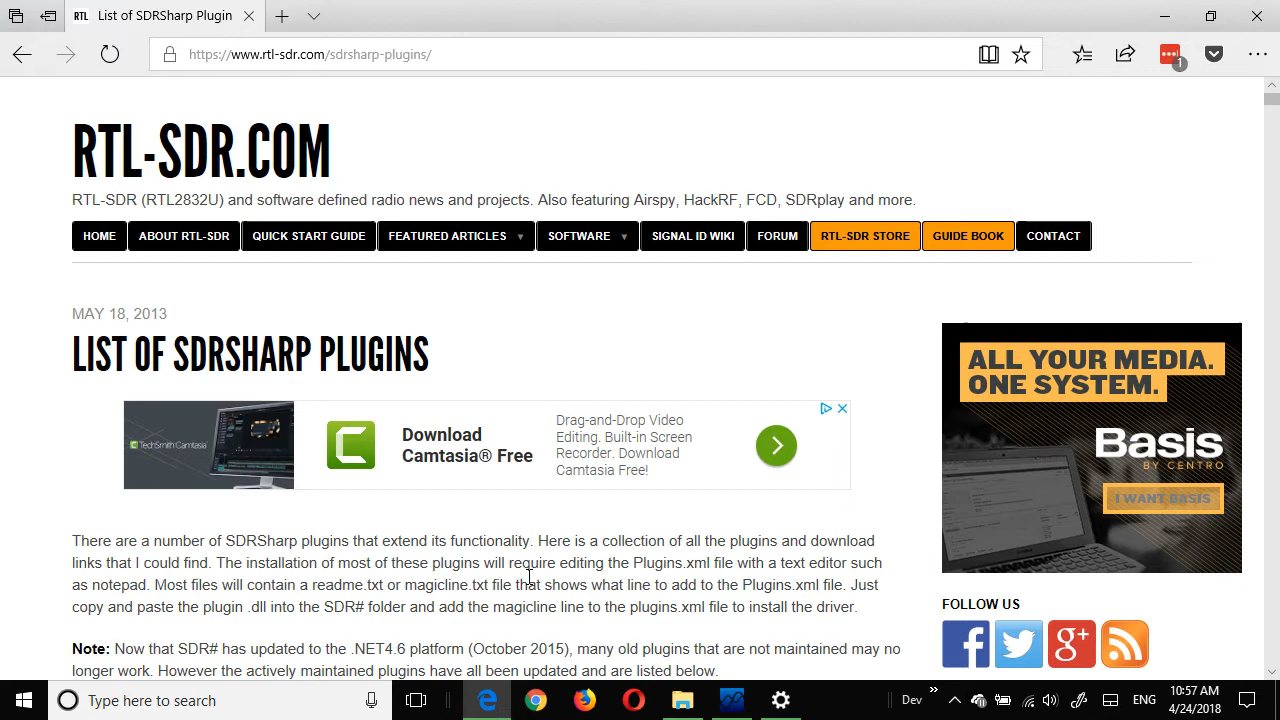 RTL List of SDRSharp Plugin
https://www.rtl-sdr.com/sdrsharp-plugins/
1
RTL-SDR.COM
RTL-SDR (RTL2832U) and software defined radio news and projects. Also featuring Airspy, HackRF, FCD, SDRplay and more.
HOME ABOUT RTL-SDR QUICK START GUIDE FEATURED ARTICLES SOFTWARE SIGNAL ID WIKI FORUM RTL-SDR STORE GUIDE BOOK CONTACT
MAY 18, 2013
LIST OF SDRSHARP PLUGINS
TechSmith Camtasia
Download
Camtasia® Free
Drag-and-Drop Video
Editing. Built-in Screen
Recorder. Download
Camtasia Free!
There are a number of SDRSharp plugins that extend its functionality. Here is a collection of all the plugins and download
links that I could find. The installation of most of these plugins will require editing the Plugins.xml file with a text editor such
as notepad. Most files will contain a readme.txt or magicline.txt file that shows what line to add to the Plugins.xml file. Just
copy and paste the plugin .dll into the SDR# folder and add the magicline line to the plugins.xml file to install the driver.
Note: Now that SDR# has updated to the .NET4.6 platform (October 2015), many old plugins that are not maintained may no
longer work. However the actively maintained plugins have all been updated and are listed below.
ALL YOUR MEDIA.
ONE SYSTEM.
Basis
BY CENTRO
I WANT BASIS
FOLLOW US
Type here to search
Dev
ENG
10:57 AM
4/24/2018